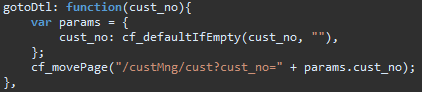 gotoDtl: function(cust_no){
    var params = {
        cust_no: cf_defaultIfEmpty(cust_no, ""),
    };
    cf_movePage("/custMng/cust?cust_no=" + params.cust_no);
},